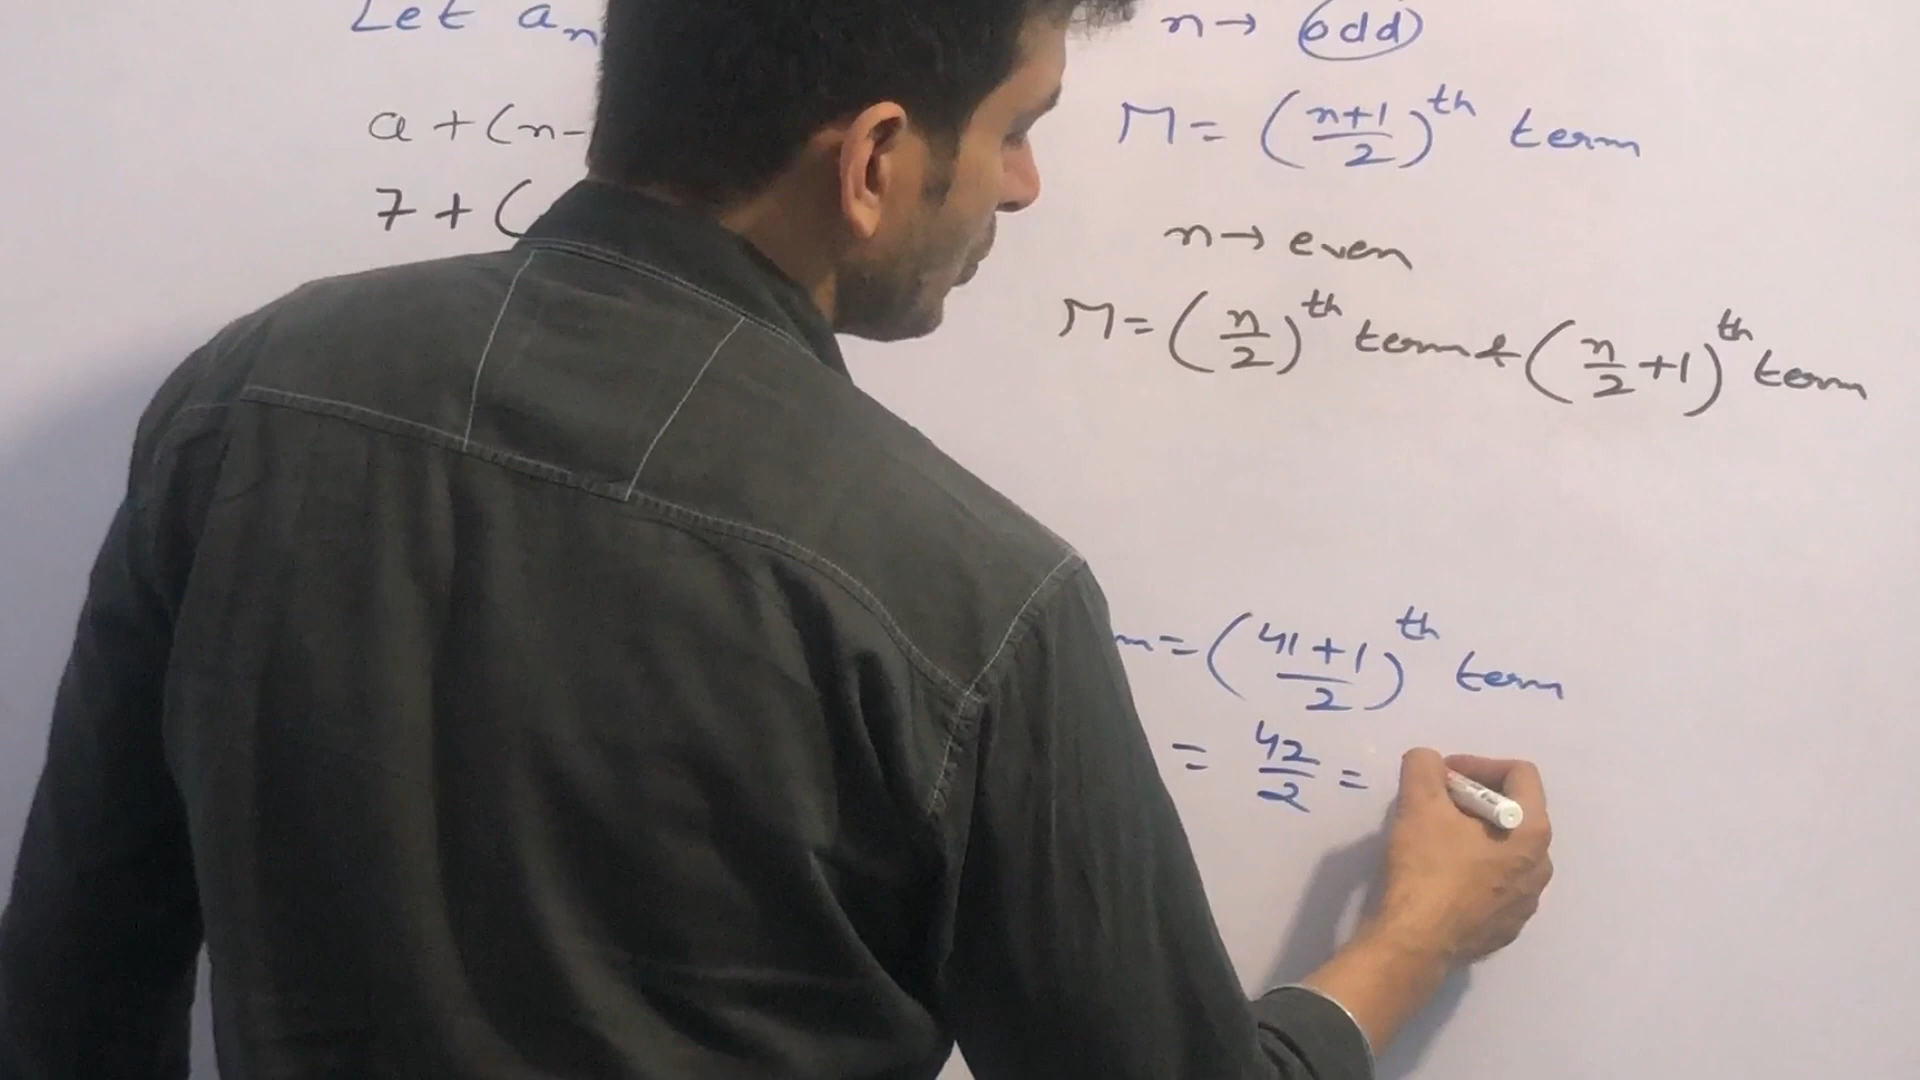 Let an
a + (n-
7 + (
n → odd
M = ((n+1)/2)th term
n → even
M = (n/2)th term & (n/2 + 1)th term
m = ((41+1)/2)th term
= 42/2 =